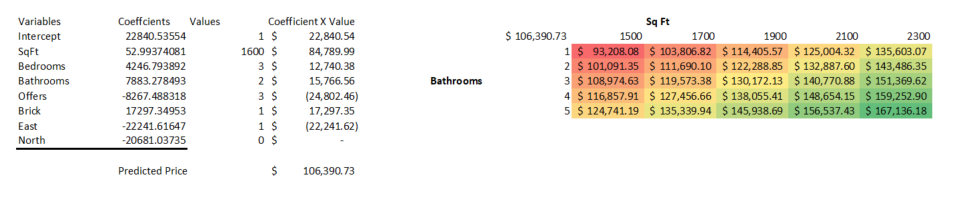 Variables Coeffcients Values Coefficient X Value
Intercept 22840.53554 1 $ 22,840.54
SqFt 52.99374081 1600 $ 84,789.99
Bedrooms 4246.793892 3 $ 12,740.38
Bathrooms 7883.278493 2 $ 15,766.56
Offers -8267.488318 3 $ (24,802.46)
Brick 17297.34953 1 $ 17,297.35
East -22241.61647 1 $ (22,241.62)
North -20681.03735 0 $ -
Predicted Price $ 106,390.73
Sq Ft
$ 106,390.73 1500 1700 1900 2100 2300
1 $ 93,208.08 $ 103,806.82 $ 114,405.57 $ 125,004.32 $ 135,603.07
2 $ 101,091.35 $ 111,690.10 $ 122,288.85 $ 132,887.60 $ 143,486.35
Bathrooms 3 $ 108,974.63 $ 119,573.38 $ 130,172.13 $ 140,770.88 $ 151,369.62
4 $ 116,857.91 $ 127,456.66 $ 138,055.41 $ 148,654.15 $ 159,252.90
5 $ 124,741.19 $ 135,339.94 $ 145,938.69 $ 156,537.43 $ 167,136.18